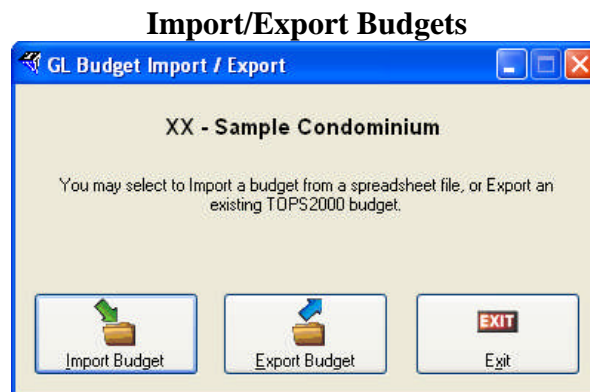 Import/Export Budgets
GL Budget Import / Export
XX - Sample Condominium
You may select to Import a budget from a spreadsheet file, or Export an
existing TOPS2000 budget.
EXIT
Import Budget
Export Budget
Exit